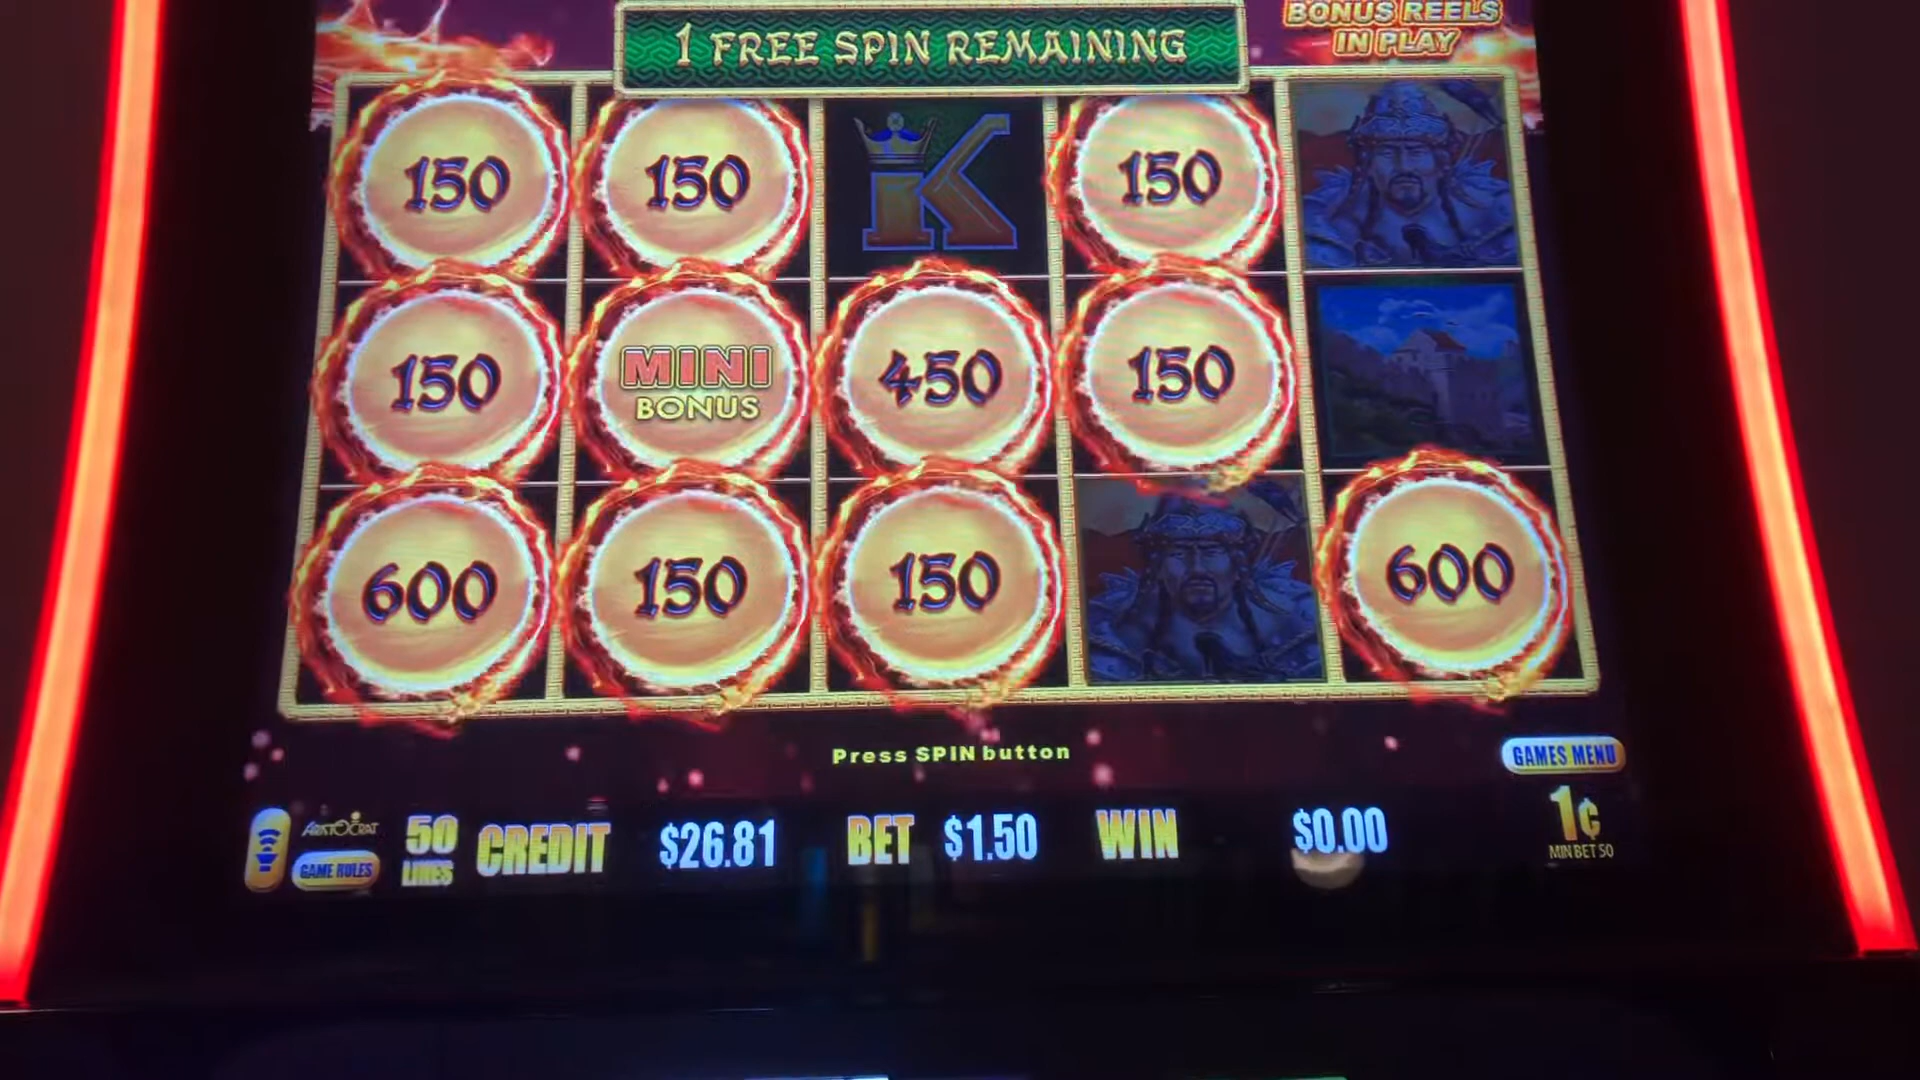 1 FREE SPIN REMAINING
BONUS REELS
IN PLAY
150
150
K
150
150
MINI
BONUS
450
150
600
150
150
600
Press SPIN button
GAMES MENU
ARISTOCRAT
GAME RULES
50
LINES
CREDIT
$26.81
BET
$1.50
WIN
$0.00
1¢
MIN BET 50